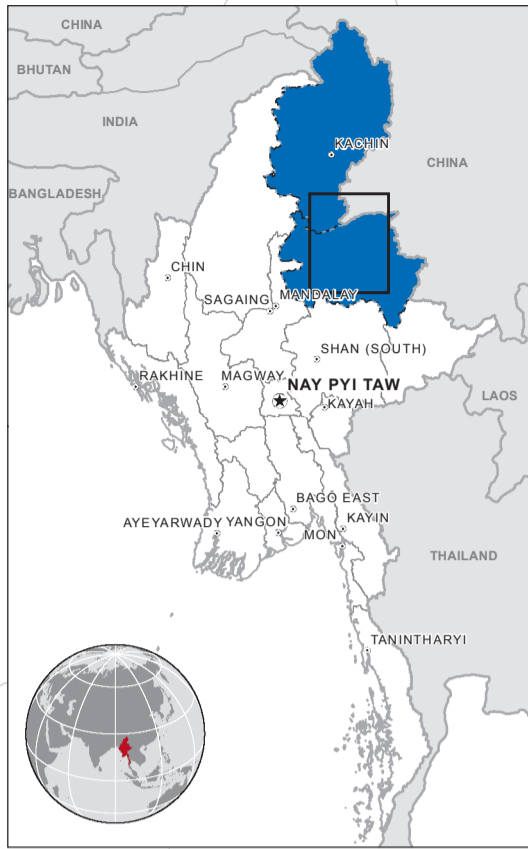 CHINA
BHUTAN
INDIA
KACHIN
CHINA
BANGLADESH
CHIN
SAGAING
MANDALAY
SHAN (SOUTH)
RAKHINE
MAGWAY
NAY PYI TAW
KAYAH
LAOS
BAGO EAST
AYEYARWADY
YANGON
KAYIN
MON
THAILAND
TANINTHARYI